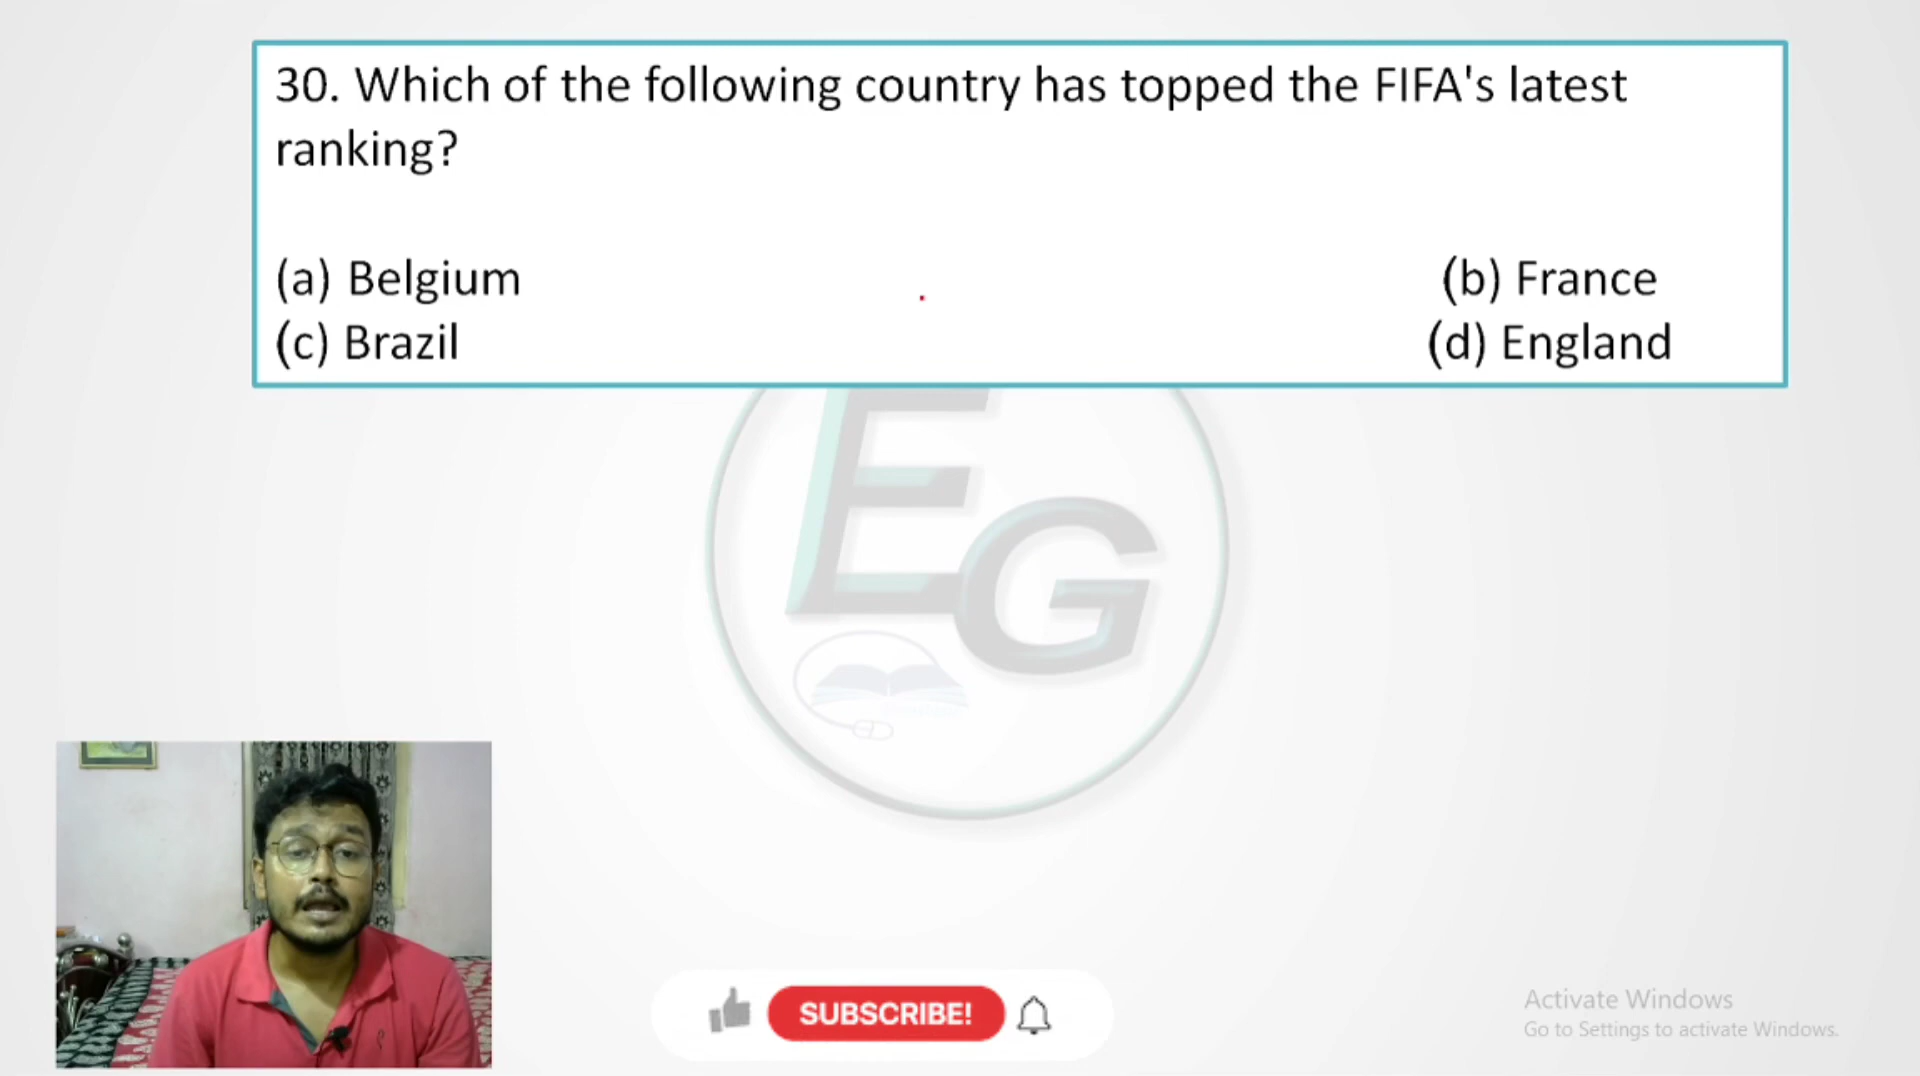 30. Which of the following country has topped the FIFA's latest
ranking?
(a) Belgium (b) France
(c) Brazil (d) England
EG
SUBSCRIBE!
Activate Windows
Go to Settings to activate Windows.